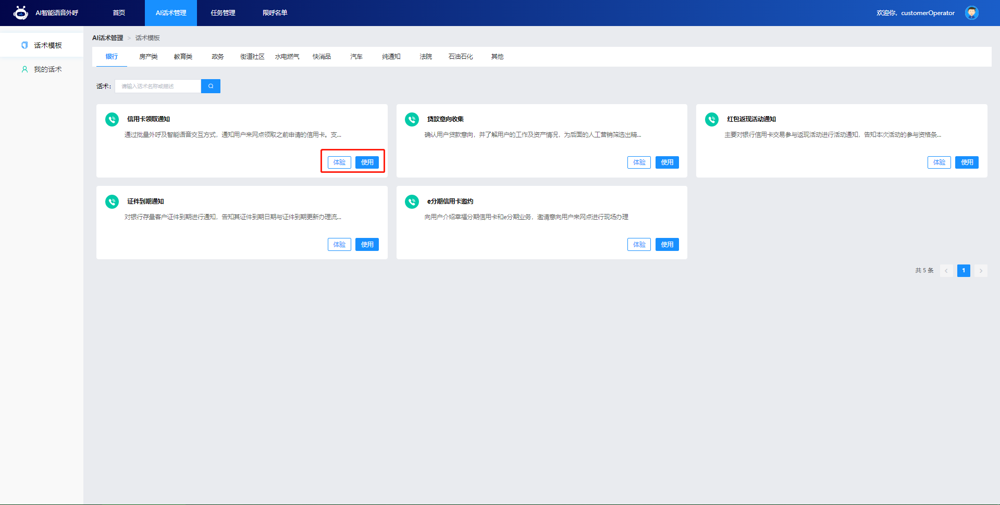 AI智能语音外呼 首页 AI话术管理 任务管理 限呼名单 欢迎你，customerOperator
话术模板
我的话术
AI话术管理 > 话术模板
银行 房产类 教育类 政务 街道社区 水电燃气 快消品 汽车 纯通知 法院 石油石化 其他
话术： 请输入话术名称或描述
信用卡领取通知
通过批量外呼及智能语音交互方式，通知用户来网点领取之前申请的信用卡。支...
体验 使用
贷款意向收集
确认用户贷款意向，并了解用户的工作及资产情况，为后面的人工营销筛选出精...
体验 使用
红包返现活动通知
主要对银行信用卡交易参与返现活动进行活动通知，告知本次活动的参与资格条...
体验 使用
证件到期通知
对银行存量客户证件到期进行通知，告知其证件到期日期与证件到期更新办理流...
体验 使用
e分期信用卡邀约
向用户介绍幸福分期信用卡和e分期业务，邀请意向用户来网点进行现场办理
体验 使用
共 5 条 < 1 >